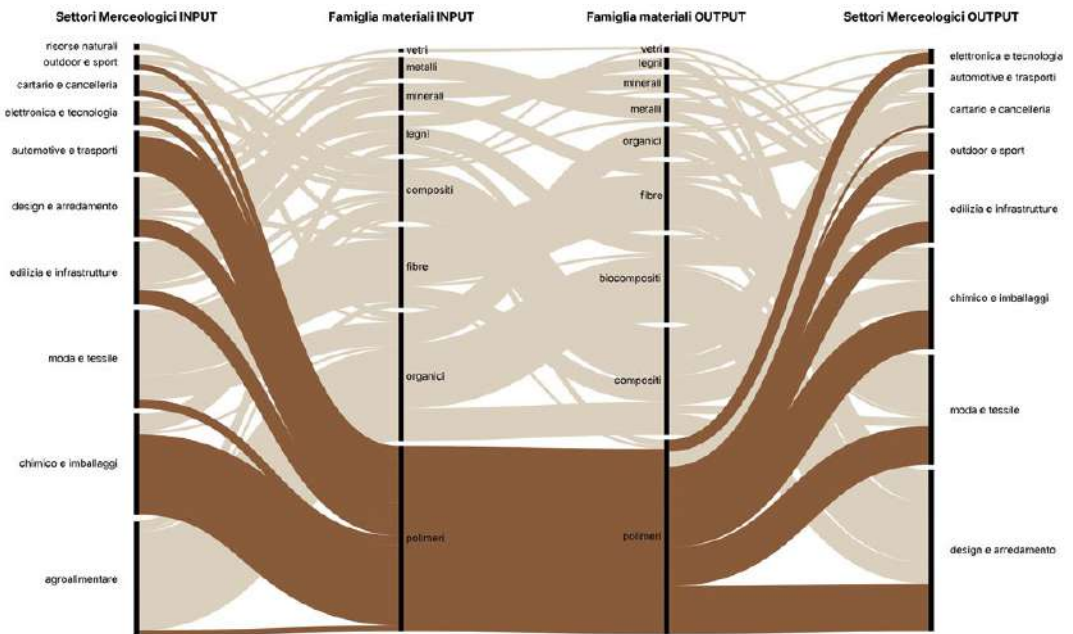 Settori Merceologici INPUT
Famiglia materiali INPUT
Famiglia materiali OUTPUT
Settori Merceologici OUTPUT
risorse naturali
outdoor e sport
cartario e cancelleria
elettronica e tecnologia
automotive e trasporti
design e arredamento
edilizia e infrastrutture
moda e tessile
chimico e imballaggi
agroalimentare
vetri
metalli
minerali
legni
compositi
fibre
organici
polimeri
vetri
legni
minerali
metalli
organici
fibre
biocompositi
compositi
polimeri
elettronica e tecnologia
automotive e trasporti
cartario e cancelleria
outdoor e sport
edilizia e infrastrutture
chimico e imballaggi
moda e tessile
design e arredamento